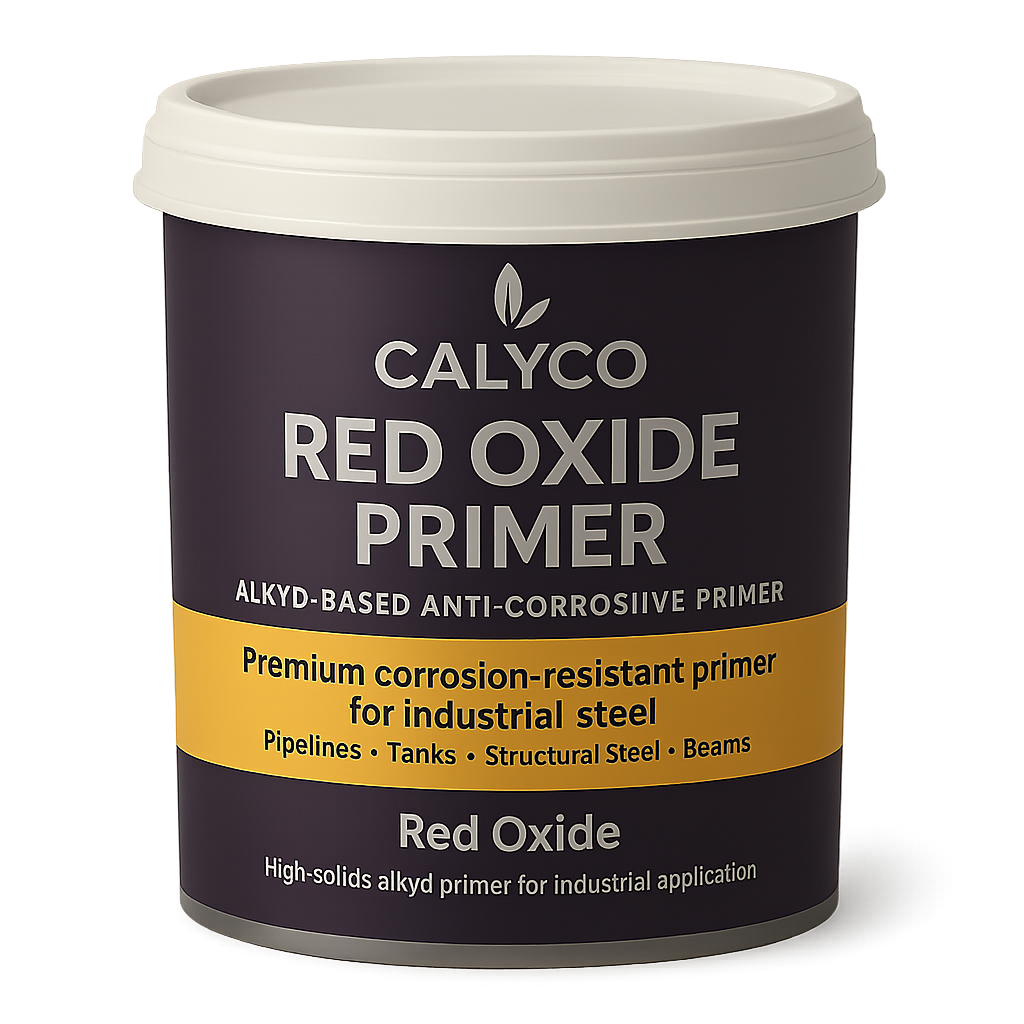 CALYCO
RED OXIDE
PRIMER
ALKYD-BASED ANTI-CORROSIIVE PRIMER
Premium corrosion-resistant primer
for industrial steel
Pipelines • Tanks • Structural Steel • Beams
Red Oxide
High-solids alkyd primer for industrial application